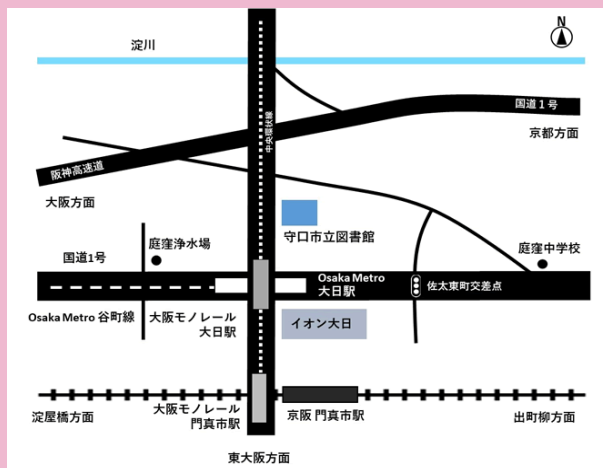 N
淀川
国道1号
中央環状線
京都方面
阪神高速道
大阪方面
守口市立図書館
庭窪浄水場
庭窪中学校
国道1号
Osaka Metro
大日駅
佐太東町交差点
Osaka Metro 谷町線
大阪モノレール
大日駅
イオン大日
淀屋橋方面
大阪モノレール
門真市駅
京阪 門真市駅
出町柳方面
東大阪方面